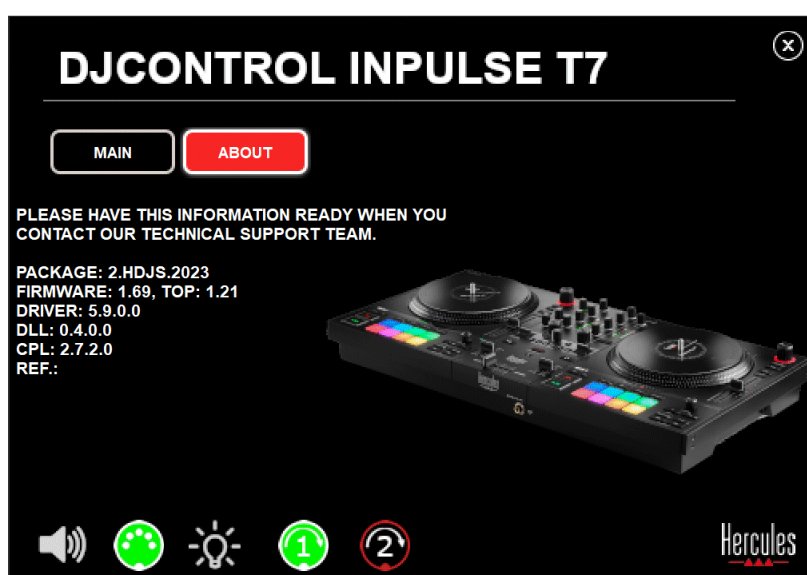 DJCONTROL INPULSE T7
MAIN
ABOUT
PLEASE HAVE THIS INFORMATION READY WHEN YOU
CONTACT OUR TECHNICAL SUPPORT TEAM.
PACKAGE: 2.HDJS.2023
FIRMWARE: 1.69, TOP: 1.21
DRIVER: 5.9.0.0
DLL: 0.4.0.0
CPL: 2.7.2.0
REF.:
1
2
Hercules